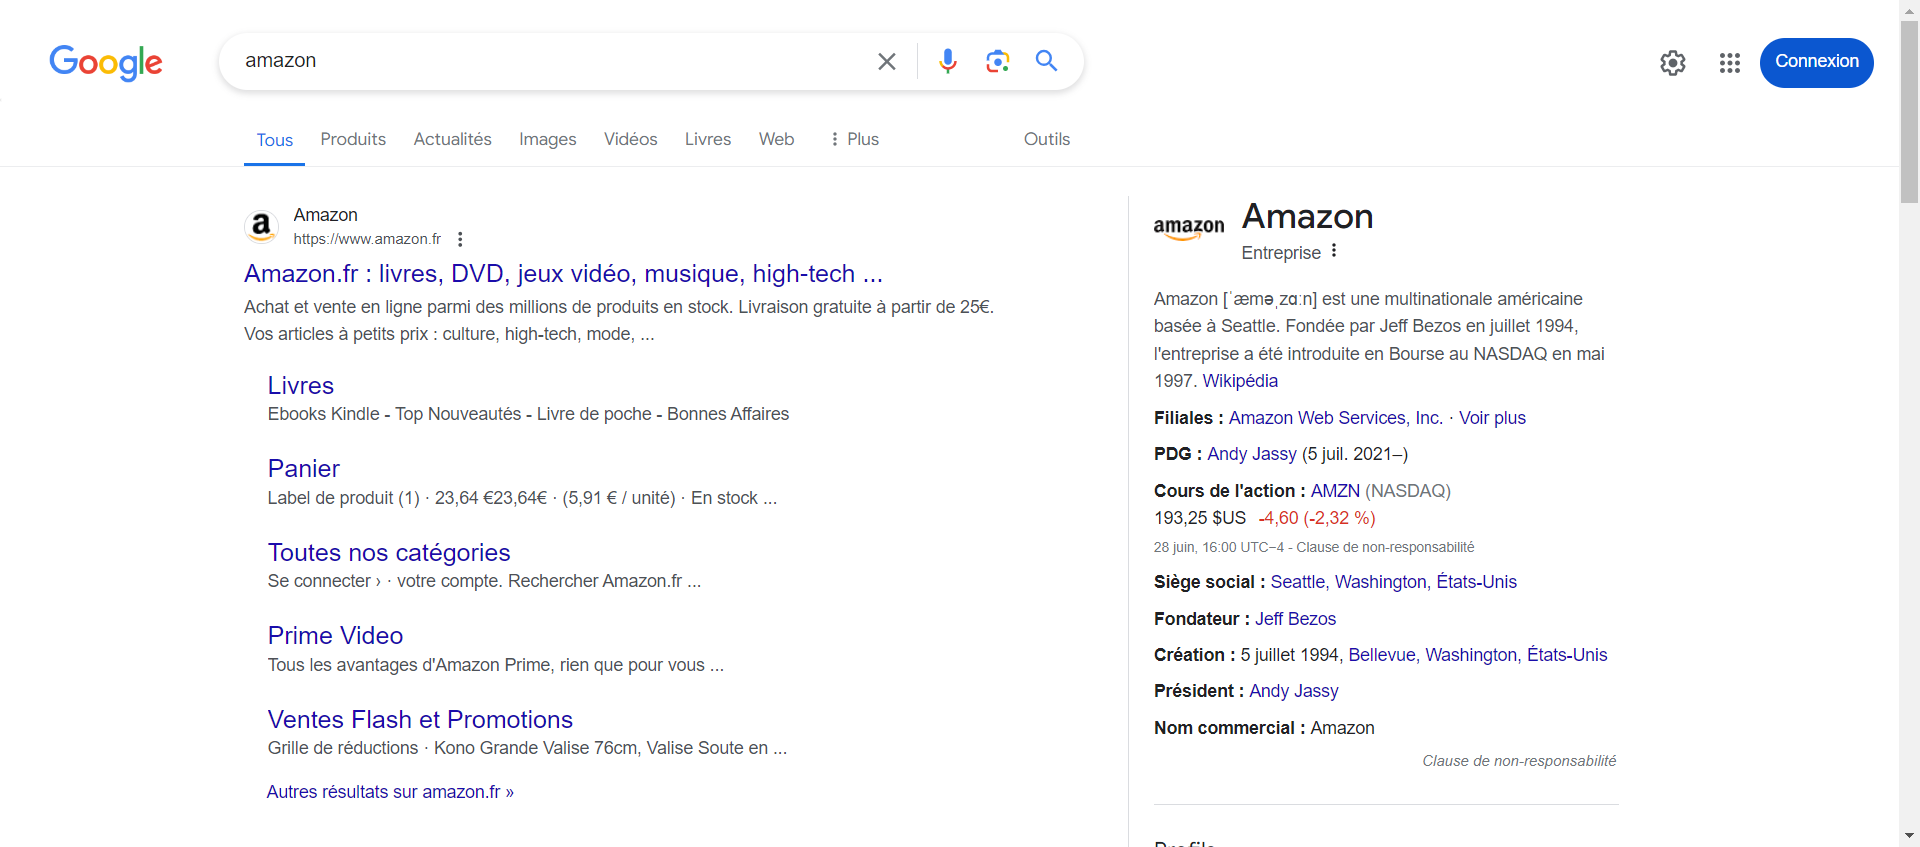 Google
amazon
Connexion
Tous
Produits
Actualités
Images
Vidéos
Livres
Web
Plus
Outils
a
Amazon
https://www.amazon.fr
Amazon.fr : livres, DVD, jeux vidéo, musique, high-tech ...
Achat et vente en ligne parmi des millions de produits en stock. Livraison gratuite à partir de 25€.
Vos articles à petits prix : culture, high-tech, mode, ...
Livres
Ebooks Kindle - Top Nouveautés - Livre de poche - Bonnes Affaires
Panier
Label de produit (1) · 23,64 €23,64€ · (5,91 € / unité) · En stock ...
Toutes nos catégories
Se connecter › · votre compte. Rechercher Amazon.fr ...
Prime Video
Tous les avantages d'Amazon Prime, rien que pour vous ...
Ventes Flash et Promotions
Grille de réductions · Kono Grande Valise 76cm, Valise Soute en ...
Autres résultats sur amazon.fr »
amazon
Amazon
Entreprise
Amazon [ˈæməˌzɑːn] est une multinationale américaine
basée à Seattle. Fondée par Jeff Bezos en juillet 1994,
l'entreprise a été introduite en Bourse au NASDAQ en mai
1997. Wikipédia
Filiales : Amazon Web Services, Inc. · Voir plus
PDG : Andy Jassy (5 juil. 2021–)
Cours de l'action : AMZN (NASDAQ)
193,25 $US -4,60 (-2,32 %)
28 juin, 16:00 UTC−4 - Clause de non-responsabilité
Siège social : Seattle, Washington, États-Unis
Fondateur : Jeff Bezos
Création : 5 juillet 1994, Bellevue, Washington, États-Unis
Président : Andy Jassy
Nom commercial : Amazon
Clause de non-responsabilité